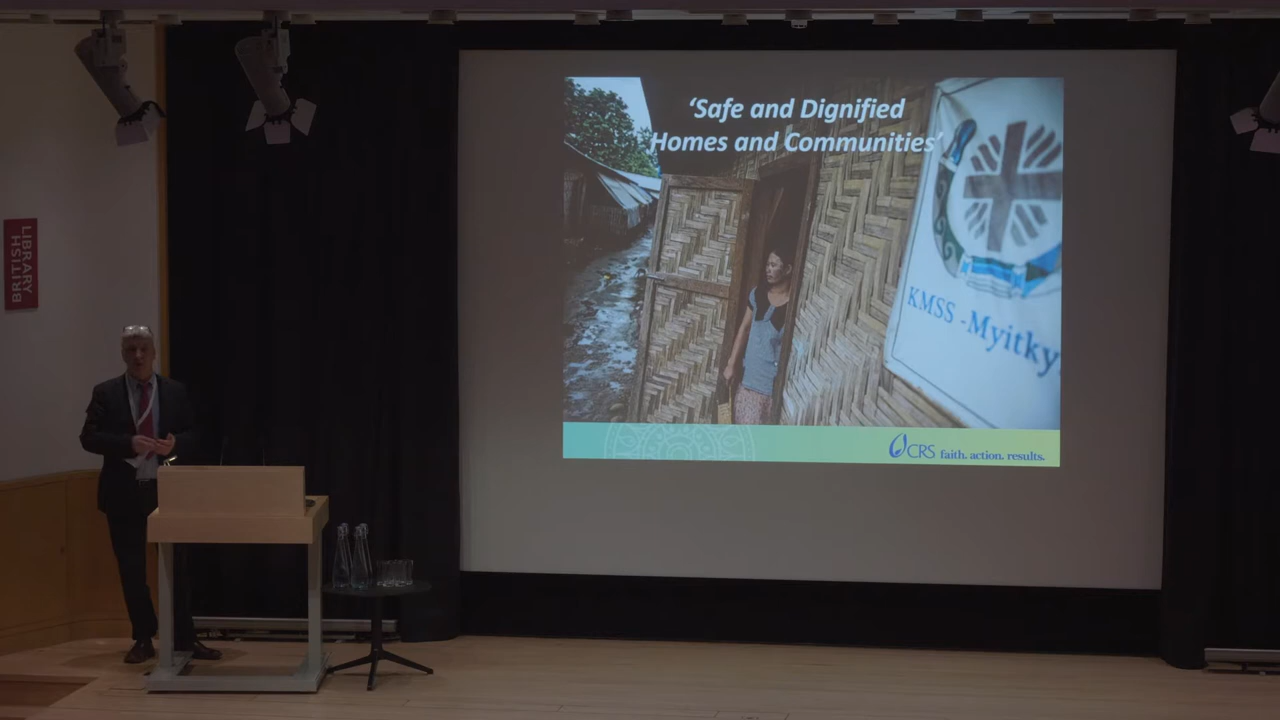 ‘Safe and Dignified
Homes and Communities’
KMSS -Myitky
CRS faith. action. results.
BRITISH
LIBRARY